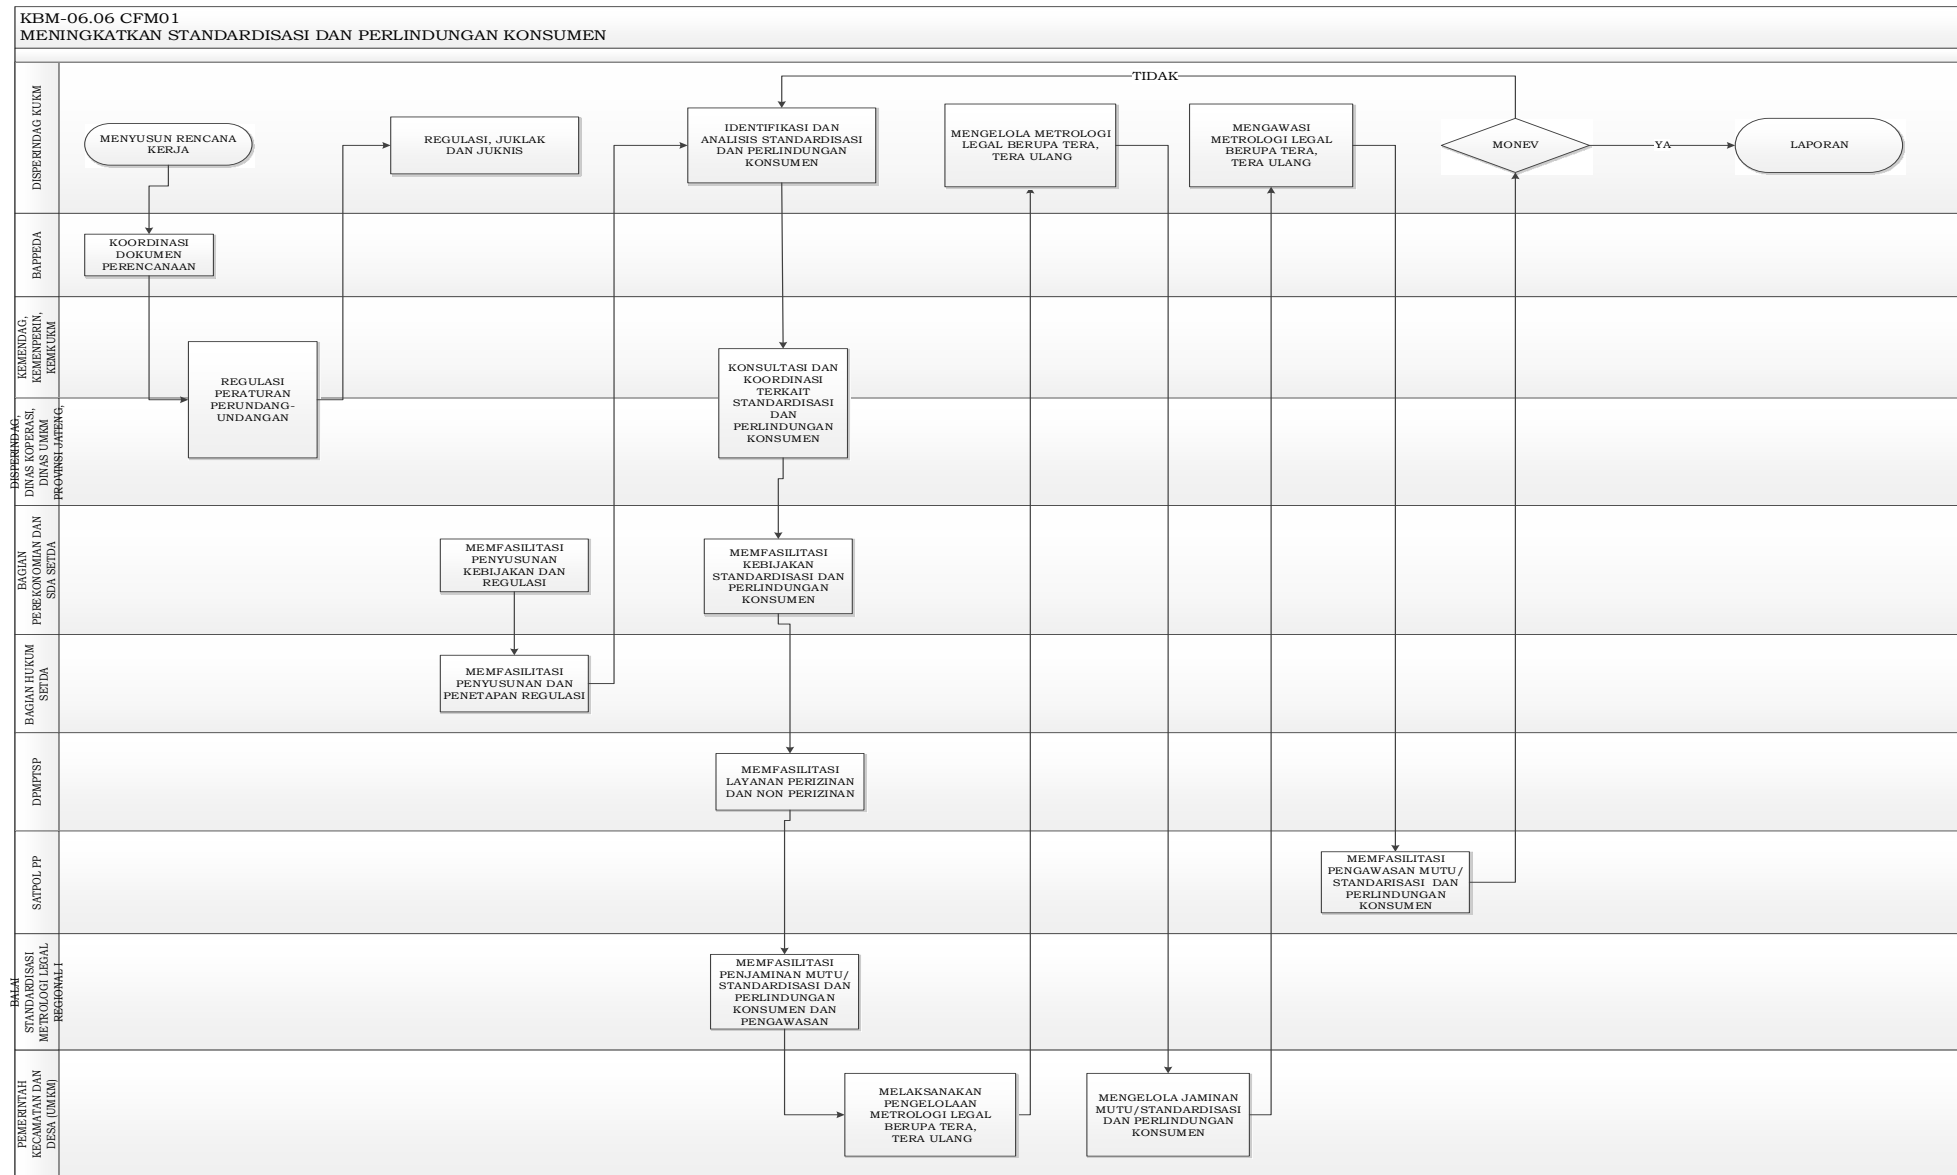 KBM-06.06 CFM01
MENINGKATKAN STANDARDISASI DAN PERLINDUNGAN KONSUMEN
DISPERINDAG KUKM
MENYUSUN RENCANA
KERJA
REGULASI, JUKLAK
DAN JUKNIS
IDENTIFIKASI DAN
ANALISIS STANDARDISASI
DAN PERLINDUNGAN
KONSUMEN
MENGELOLA METROLOGI
LEGAL BERUPA TERA,
TERA ULANG
MENGAWASI
METROLOGI LEGAL
BERUPA TERA,
TERA ULANG
TIDAK
MONEV
YA
LAPORAN
BAPPEDA
KOORDINASI
DOKUMEN
PERENCANAAN
KEMENDAG,
KEMENPERIN,
KEMKUKM
REGULASI
PERATURAN
PERUNDANG-
UNDANGAN
KONSULTASI DAN
KOORDINASI
TERKAIT
STANDARDISASI
DAN
PERLINDUNGAN
KONSUMEN
DISPERINDAG,
DINAS KOPERASI,
DINAS UMKM
PROVINSI JATENG,
BAGIAN
PEREKONOMIAN DAN
SDA SETDA
MEMFASILITASI
PENYUSUNAN
KEBIJAKAN DAN
REGULASI
MEMFASILITASI
KEBIJAKAN
STANDARDISASI DAN
PERLINDUNGAN
KONSUMEN
BAGIAN HUKUM
SETDA
MEMFASILITASI
PENYUSUNAN DAN
PENETAPAN REGULASI
DPMPTSP
MEMFASILITASI
LAYANAN PERIZINAN
DAN NON PERIZINAN
SATPOL PP
MEMFASILITASI
PENGAWASAN MUTU/
STANDARISASI DAN
PERLINDUNGAN
KONSUMEN
BALAI
STANDARDISASI
METROLOGI LEGAL
REGIONAL I
MEMFASILITASI
PENJAMINAN MUTU/
STANDARDISASI DAN
PERLINDUNGAN
KONSUMEN DAN
PENGAWASAN
PEMERINTAH
KECAMATAN DAN
DESA (UMKM)
MELAKSANAKAN
PENGELOLAAN
METROLOGI LEGAL
BERUPA TERA,
TERA ULANG
MENGELOLA JAMINAN
MUTU/STANDARDISASI
DAN PERLINDUNGAN
KONSUMEN